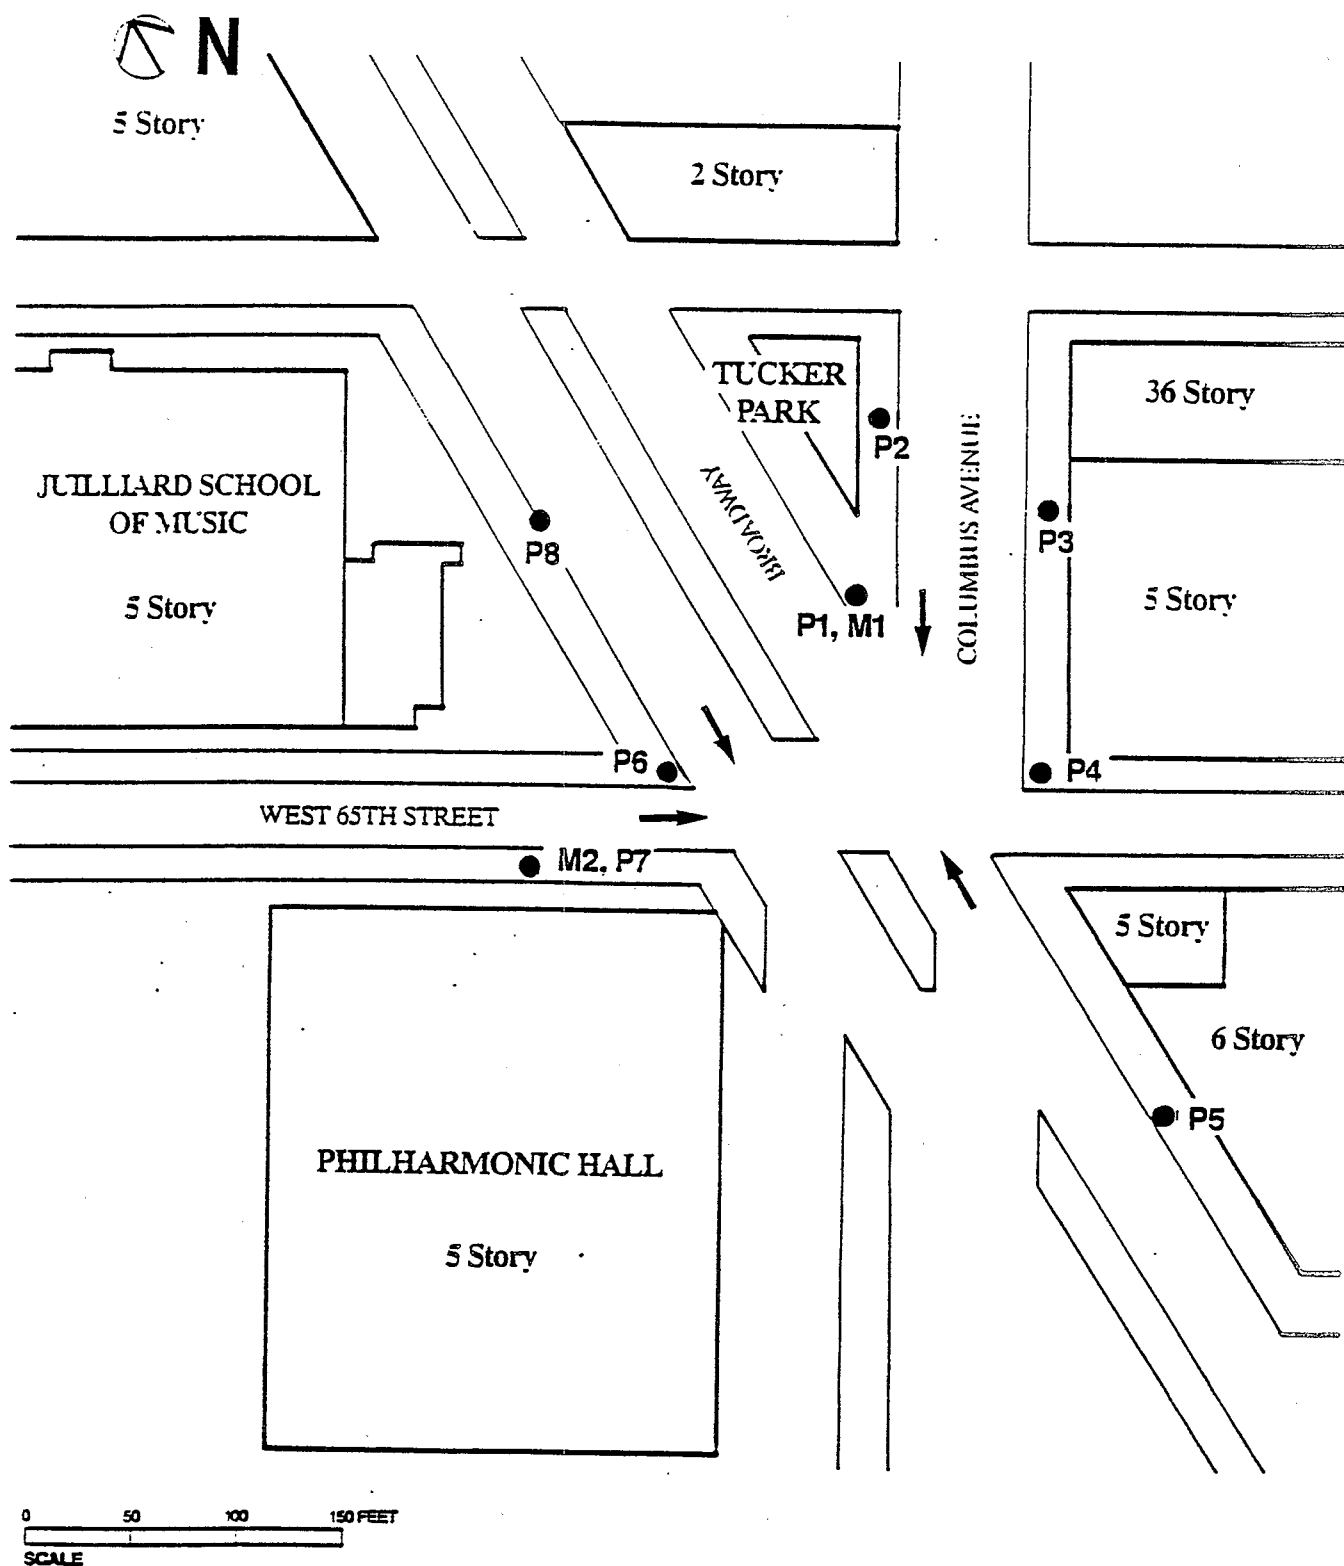 N
5 Story
2 Story
TUCKER
PARK
36 Story
P2
JUILLIARD SCHOOL
OF MUSIC
BROADWAY
COLUMBUS AVENUE
P3
P8
5 Story
5 Story
P1, M1
P6
P4
WEST 65TH STREET
M2, P7
5 Story
6 Story
P5
PHILHARMONIC HALL
5 Story
0 50 100 150 FEET
SCALE